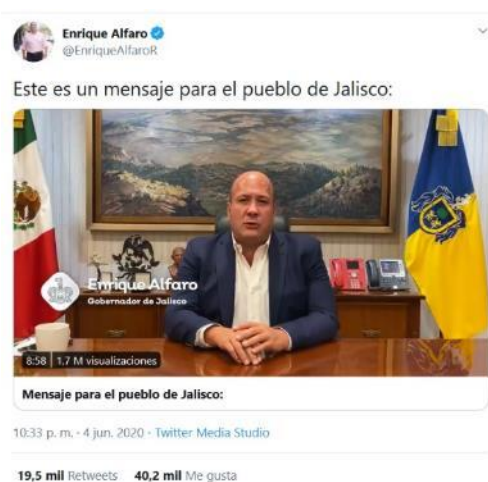 Enrique Alfaro
@EnriqueAlfaroR
Este es un mensaje para el pueblo de Jalisco:
Enrique Alfaro
Gobernador de Jalisco
8:58 1,7 M visualizaciones
Mensaje para el pueblo de Jalisco:
10:33 p. m. · 4 jun. 2020 · Twitter Media Studio
19,5 mil Retweets 40,2 mil Me gusta